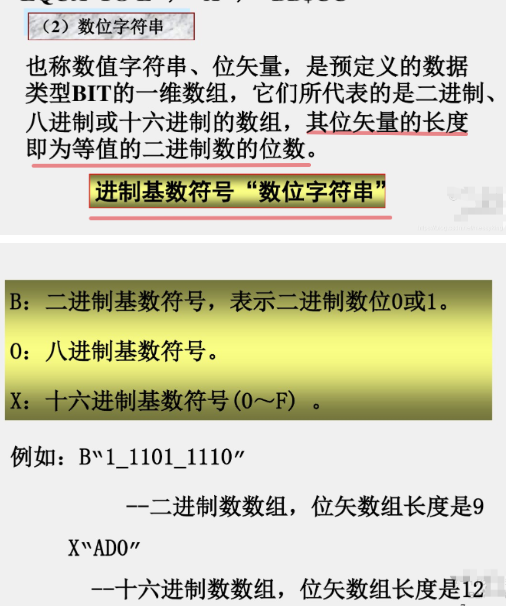 （2）数位字符串
也称数值字符串、位矢量，是预定义的数据
类型BIT的一维数组，它们所代表的是二进制、
八进制或十六进制的数组，其位矢量的长度
即为等值的二进制数的位数。
进制基数符号“数位字符串”
B：二进制基数符号，表示二进制数位0或1。
O：八进制基数符号。
X：十六进制基数符号(0～F) 。
例如：B“1_1101_1110”
--二进制数数组，位矢数组长度是9
X“AD0”
--十六进制数数组，位矢数组长度是12